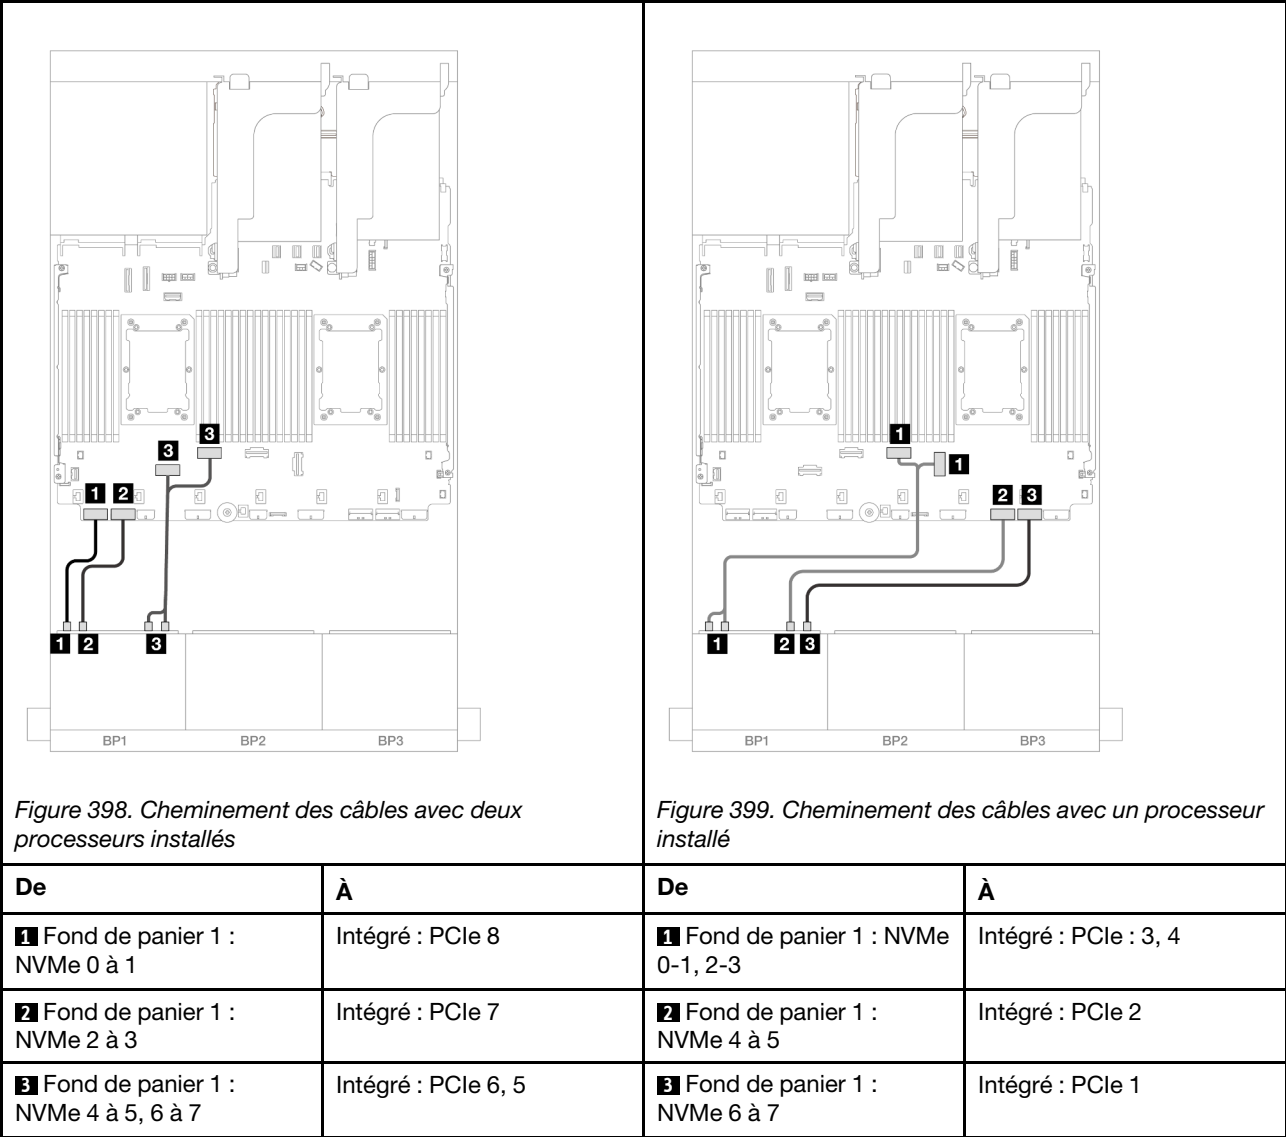 3
3
1
2
1
2
3
BP1
BP2
BP3
Figure 398. Cheminement des câbles avec deux
processeurs installés
1
1
2
3
1
2
3
BP1
BP2
BP3
Figure 399. Cheminement des câbles avec un processeur
installé
De
À
De
À
1 Fond de panier 1 :
NVMe 0 à 1
Intégré : PCIe 8
1 Fond de panier 1 : NVMe
0-1, 2-3
Intégré : PCIe : 3, 4
2 Fond de panier 1 :
NVMe 2 à 3
Intégré : PCIe 7
2 Fond de panier 1 :
NVMe 4 à 5
Intégré : PCIe 2
3 Fond de panier 1 :
NVMe 4 à 5, 6 à 7
Intégré : PCIe 6, 5
3 Fond de panier 1 :
NVMe 6 à 7
Intégré : PCIe 1